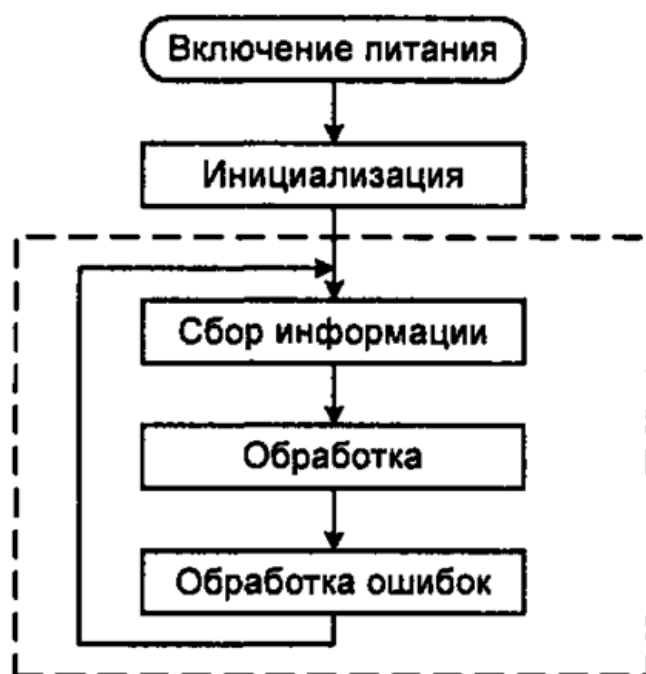 Включение питания
Инициализация
Сбор информации
Обработка
Обработка ошибок